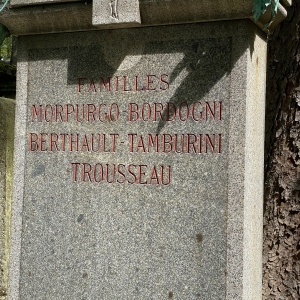 FAMILLES
MORPURGO-BORDOGNI
BERTHAULT-TAMBURINI
TROUSSEAU